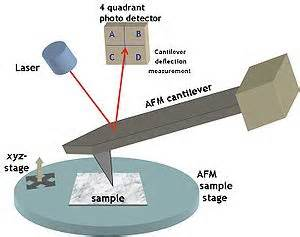 4 quadrant
photo detector
A B
C D
Cantilever
deflection
measurement
Laser
AFM cantilever
xyz-
stage
AFM
sample
stage
sample